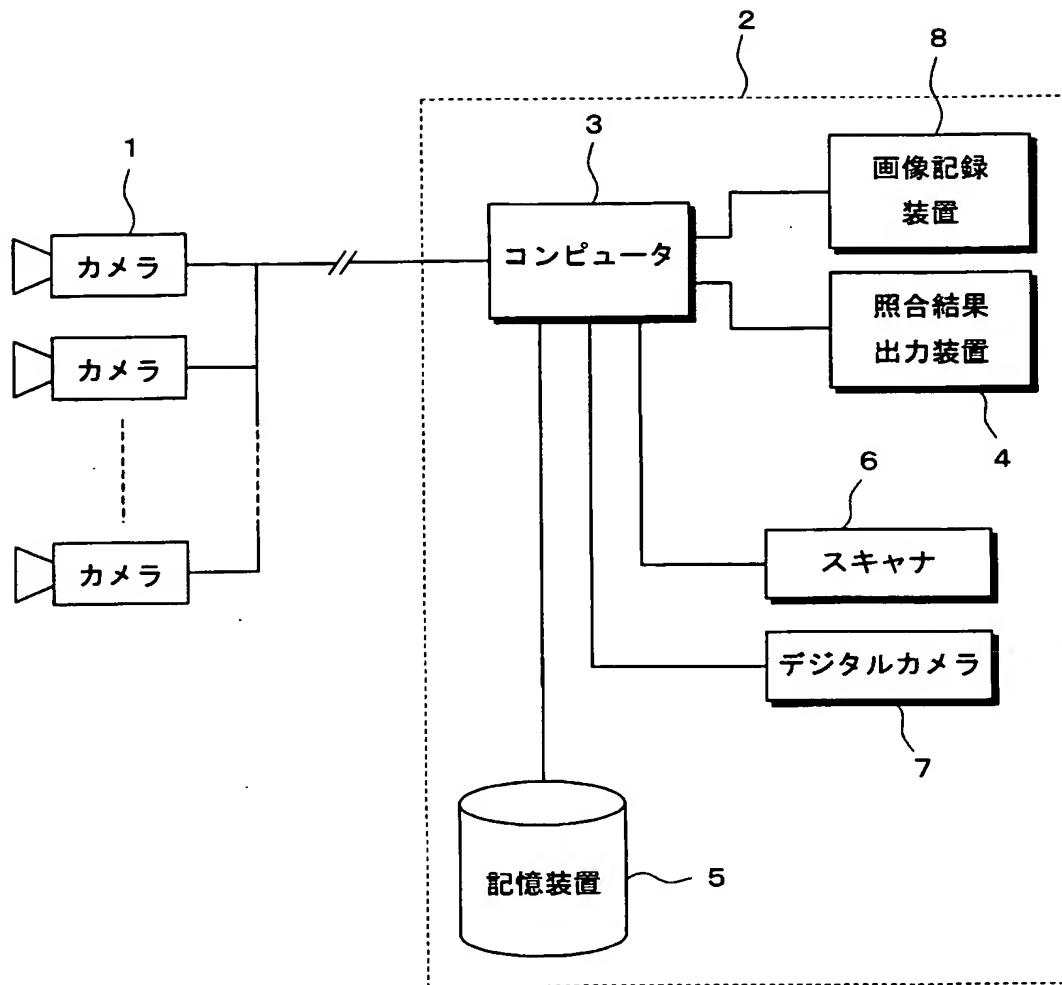 2
8
1
3
画像記録
装置
カメラ
コンピュータ
照合結果
出力装置
カメラ
4
6
カメラ
スキャナ
デジタルカメラ
7
記憶装置
5